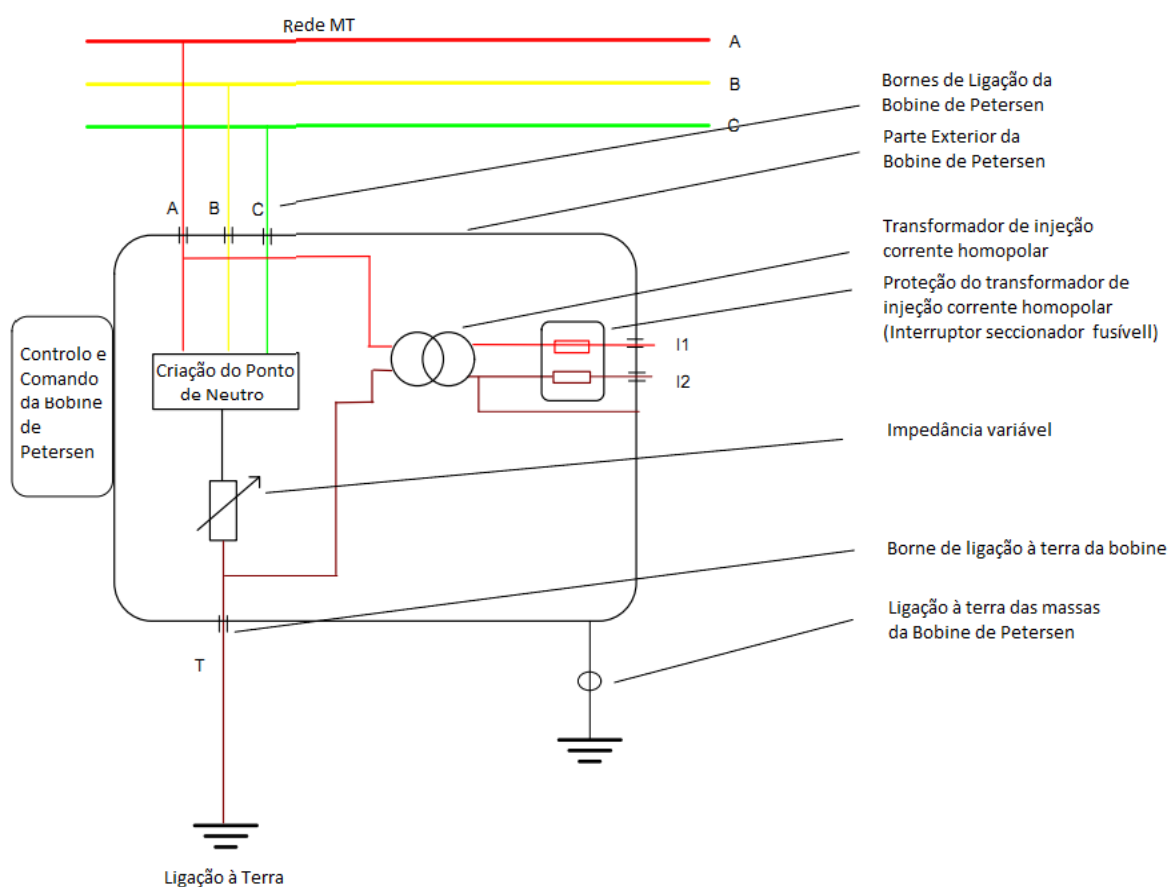 Rede MT
A
B
C
Bornes de Ligação da
Bobine de Petersen
Parte Exterior da
Bobine de Petersen
A B C
Transformador de injeção
corrente homopolar
Proteção do transformador de
injeção corrente homopolar
(Interruptor seccionador fusívell)
Controlo e
Comando
da Bobine
de
Petersen
Criação do Ponto
de Neutro
I1
I2
Impedância variável
Borne de ligação à terra da bobine
Ligação à terra das massas
da Bobine de Petersen
T
Ligação à Terra